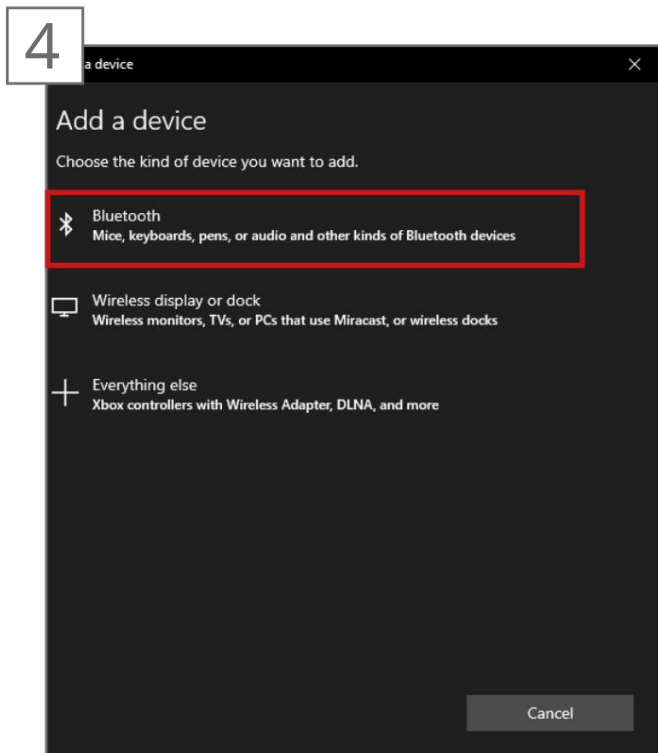 4
a device
Add a device
Choose the kind of device you want to add.
Bluetooth
Mice, keyboards, pens, or audio and other kinds of Bluetooth devices
Wireless display or dock
Wireless monitors, TVs, or PCs that use Miracast, or wireless docks
Everything else
Xbox controllers with Wireless Adapter, DLNA, and more
Cancel